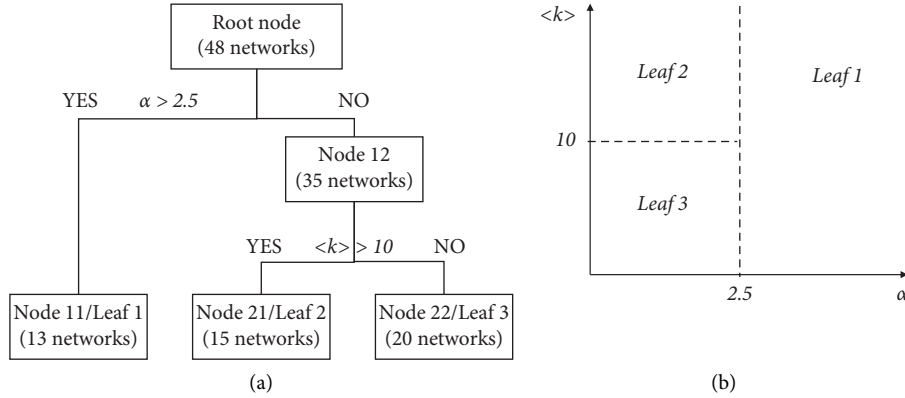 Root node
(48 networks)
YES
α > 2.5
NO
Node 12
(35 networks)
YES
<k> > 10
NO
Node 11/Leaf 1
(13 networks)
Node 21/Leaf 2
(15 networks)
Node 22/Leaf 3
(20 networks)
(a)
<k>
Leaf 2
Leaf 1
10
Leaf 3
2.5
α
(b)